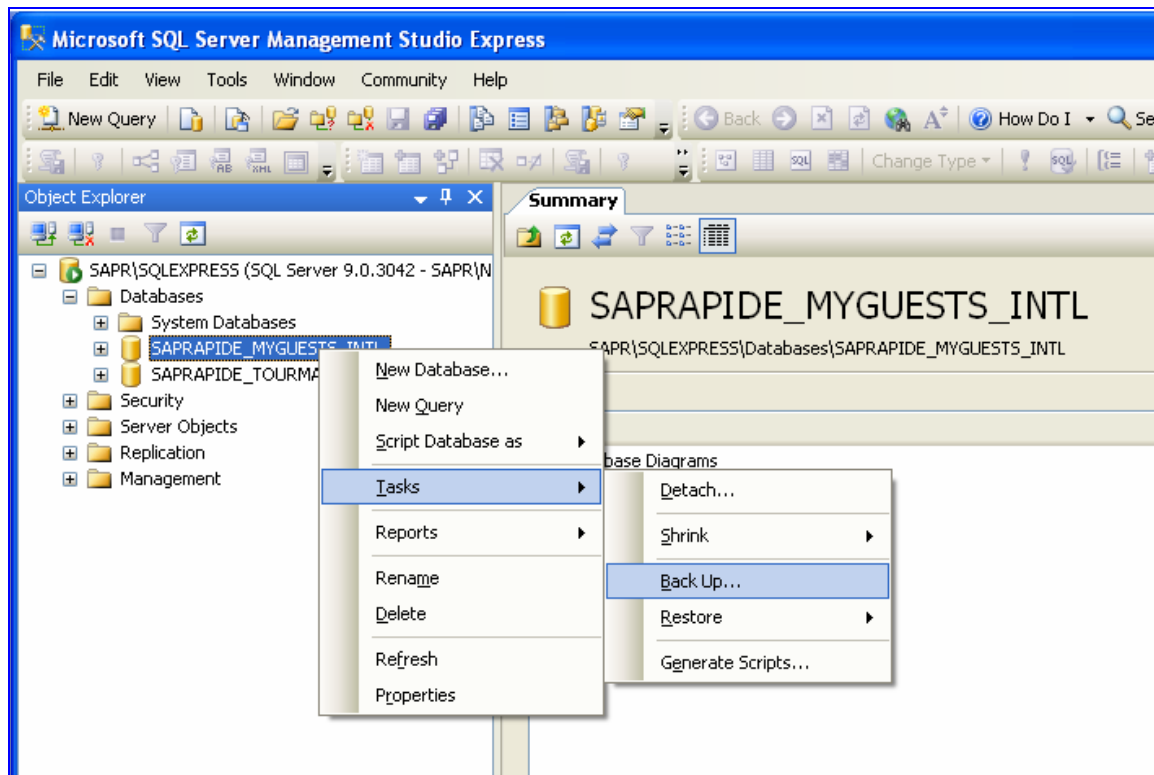 Microsoft SQL Server Management Studio Express
File Edit View Tools Window Community Help
New Query Back How Do I
Change Type
Object Explorer
Summary
SAPR\SQLEXPRESS (SQL Server 9.0.3042 - SAPR\N
Databases
System Databases
SAPRAPIDE_MYGUESTS_INTL
SAPRAPIDE_TOURMA
Security
Server Objects
Replication
Management
SAPRAPIDE_MYGUESTS_INTL
SAPR\SQLEXPRESS\Databases\SAPRAPIDE_MYGUESTS_INTL
base Diagrams
New Database...
New Query
Script Database as
Tasks
Reports
Rename
Delete
Refresh
Properties
Detach...
Shrink
Back Up...
Restore
Generate Scripts...